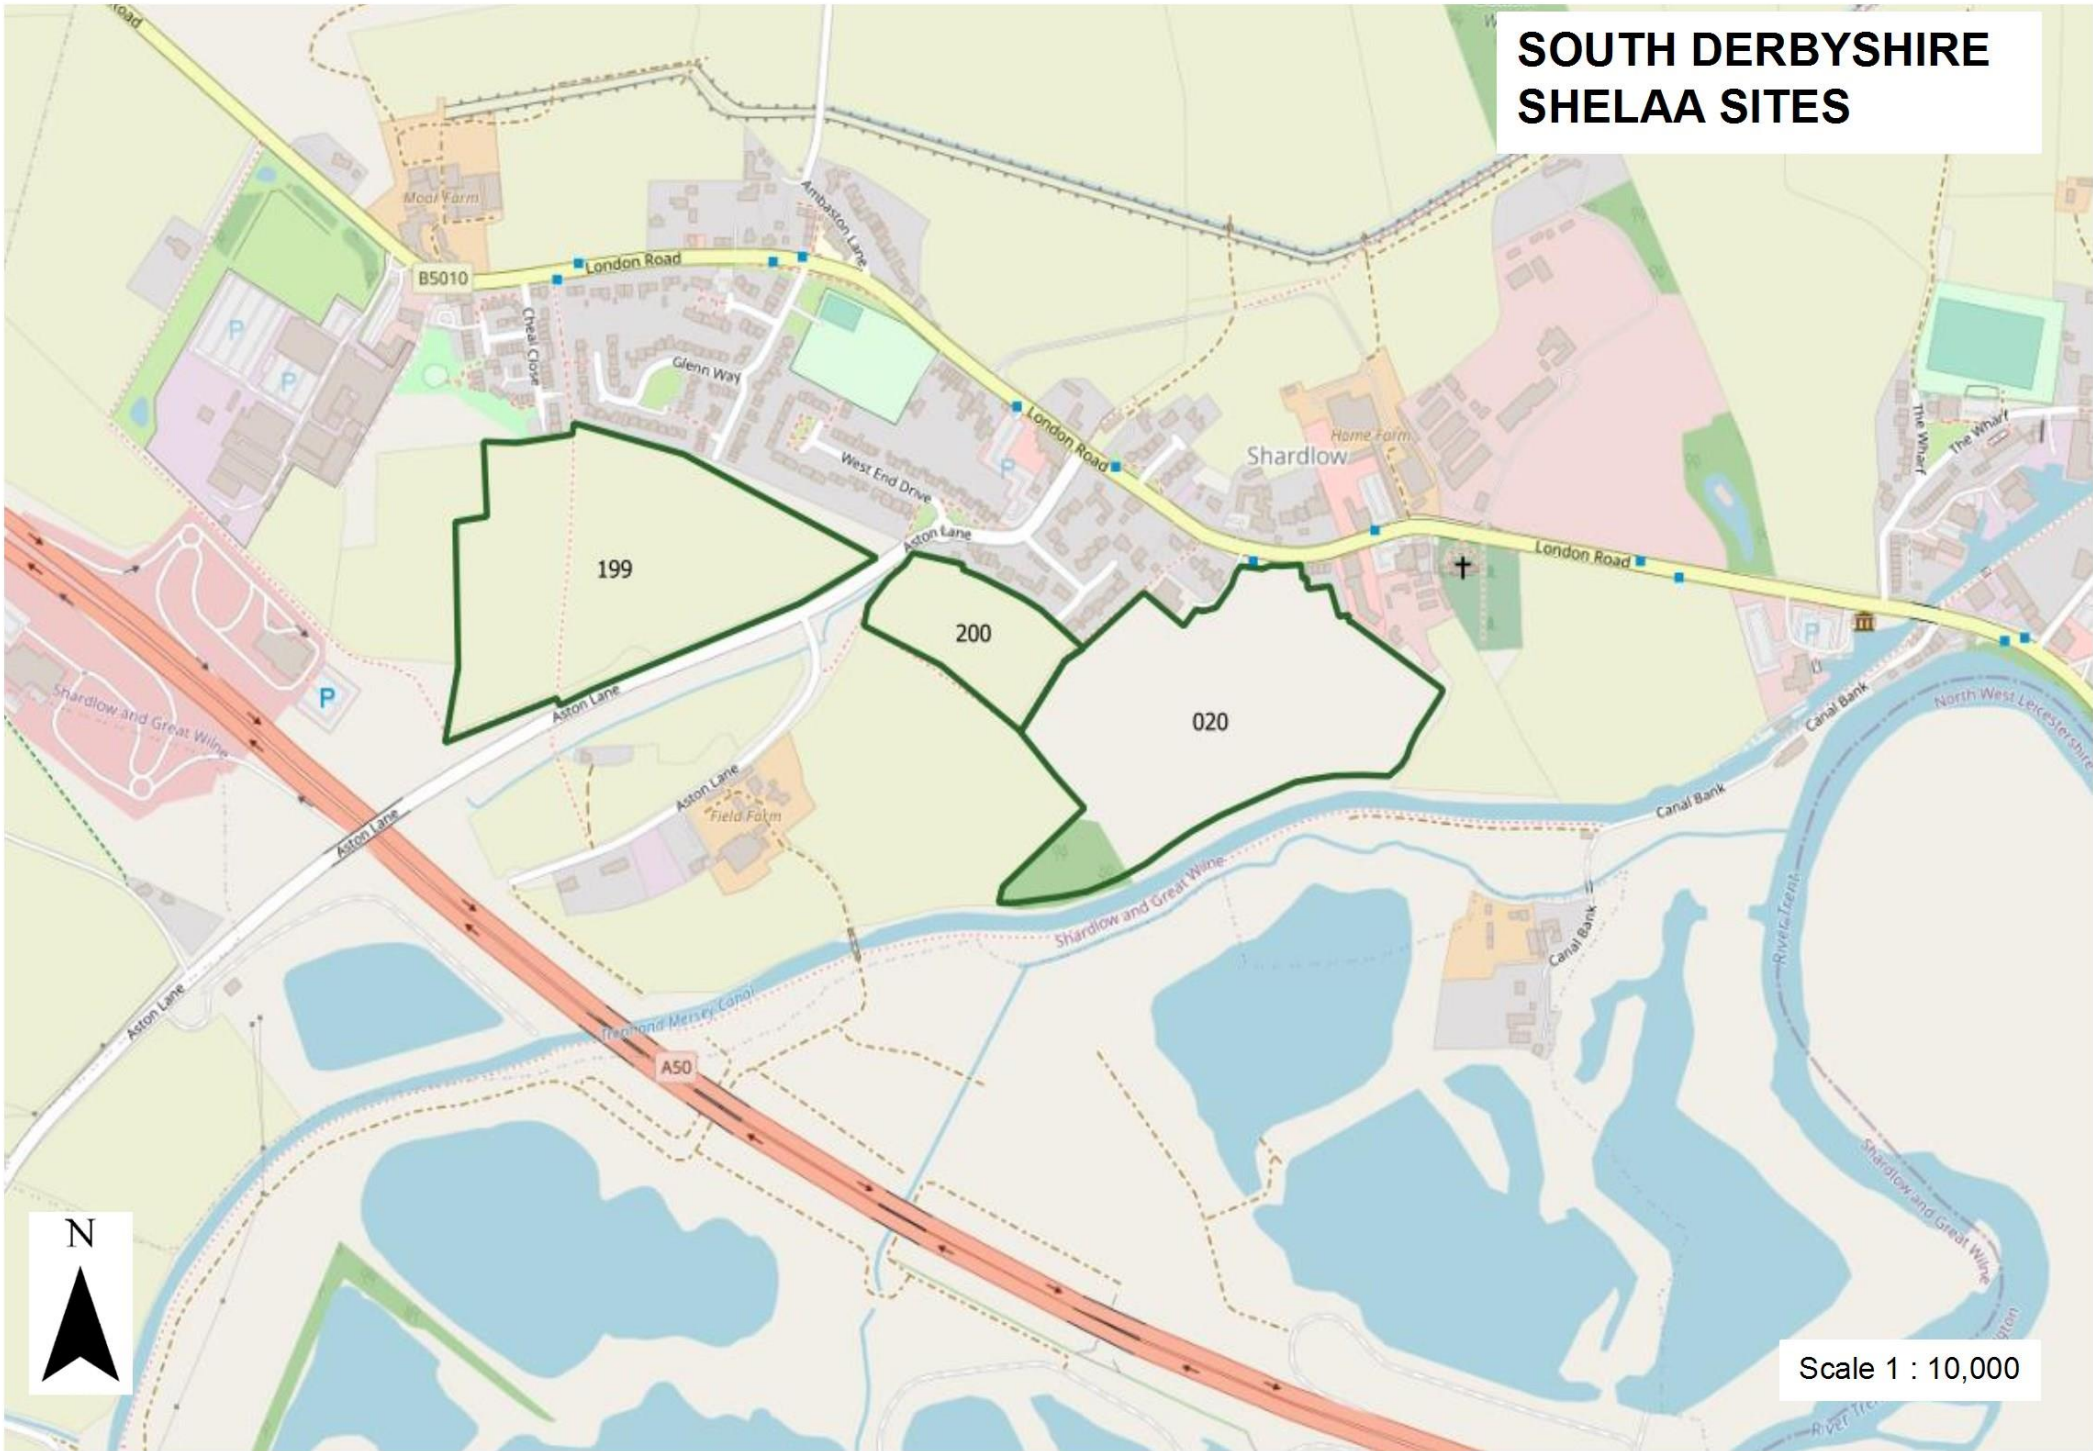 Road
SOUTH DERBYSHIRE
SHELAA SITES
Moor Farm
Ambaston Lane
London Road
B5010
P
P
Cheal Close
Glenn Way
London Road
Home Farm
Shardlow
P
The Wharf
The Wharf
West End Drive
Aston Lane
London Road
199
200
020
P
P
Shardlow and Great Wilne
Aston Lane
North West Leicestershire
Canal Bank
Aston Lane
Field Farm
Canal Bank
Aston Lane
Shardlow and Great Wilne
River Trent
Canal Bank
Aston Lane
Trent and Mersey Canal
A50
Shardlow and Great Wilne
N
Scale 1 : 10,000